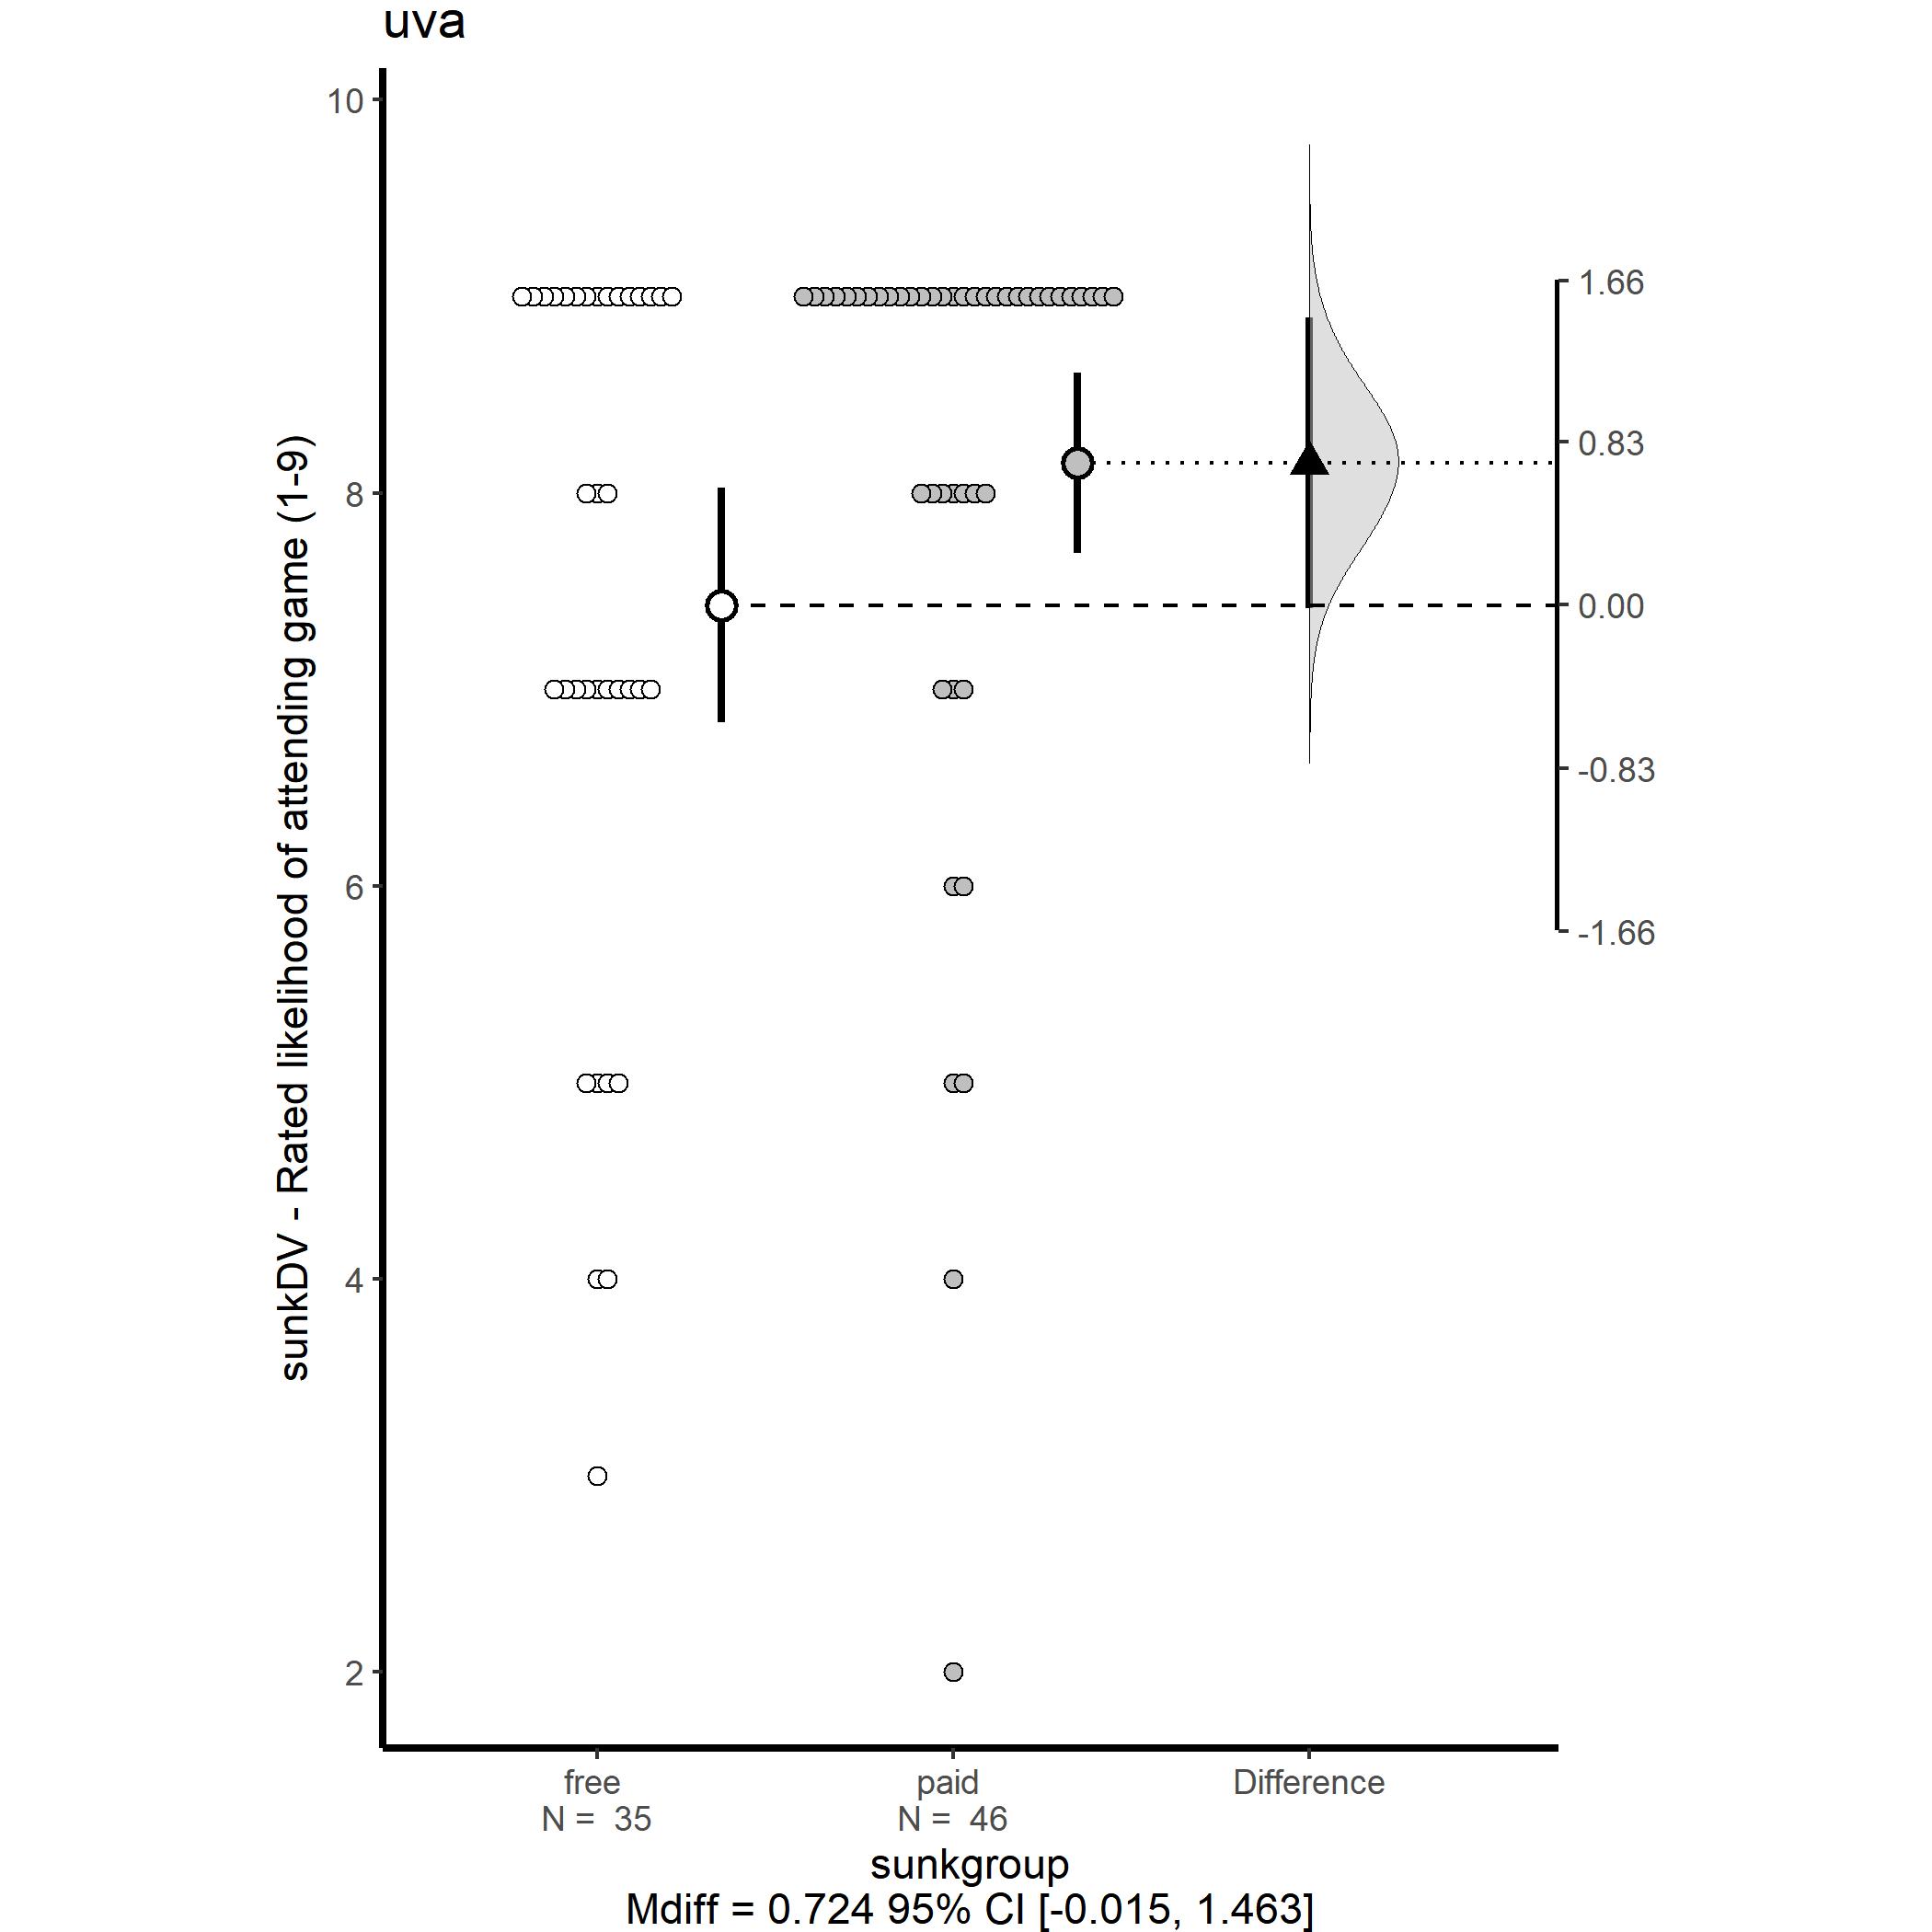 uva
sunkDV - Rated likelihood of attending game (1-9)
10
8
6
4
2
1.66
0.83
0.00
-0.83
-1.66
free
N =  35
paid
N =  46
Difference
sunkgroup
Mdiff = 0.724 95% CI [-0.015, 1.463]